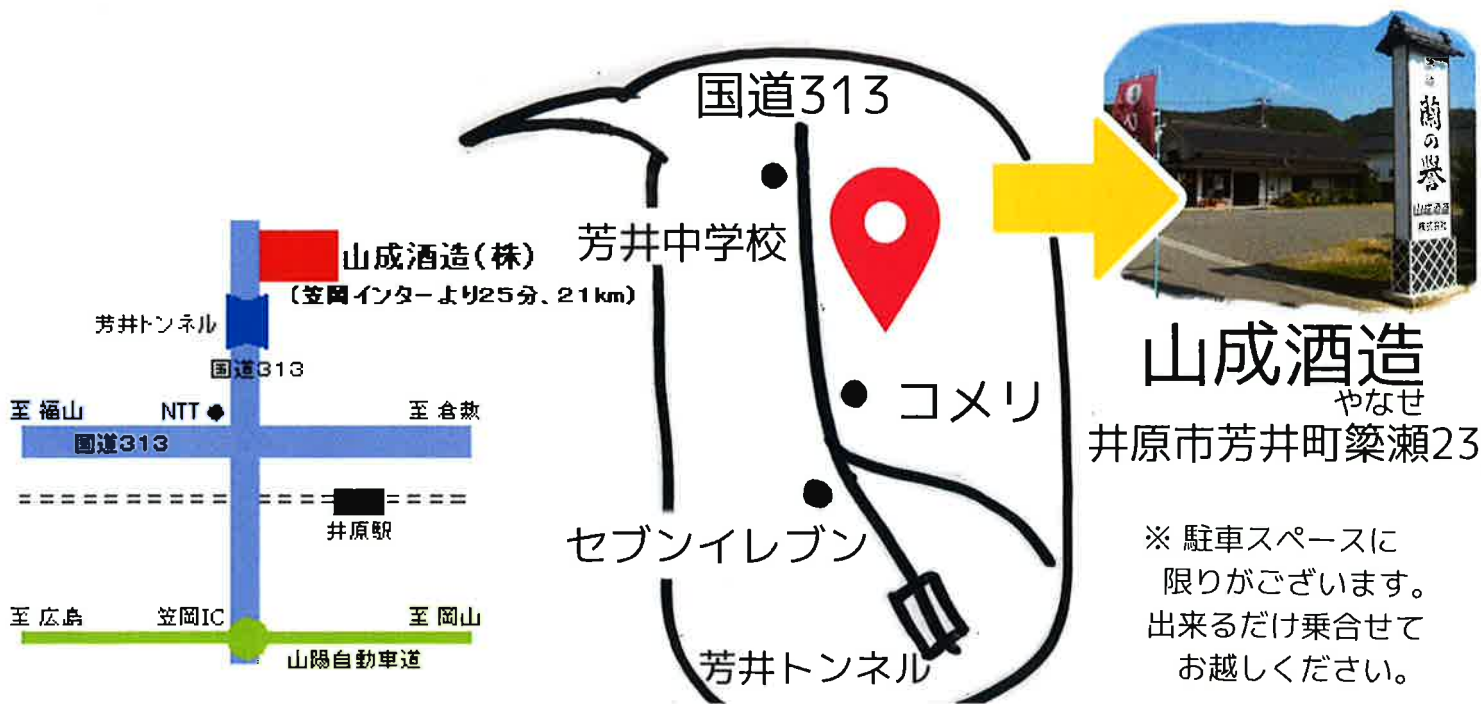 山成酒造(株)
(笠岡インターより25分、21km)
芳井トンネル
国道313
至 福山
NTT
至 倉敷
国道313
井原駅
至 広島
笠岡IC
至 岡山
山陽自動車道
国道313
芳井中学校
コメリ
セブンイレブン
芳井トンネル
蘭の誉
山成酒造
株式会社
山成酒造
やなせ
井原市芳井町簗瀬23
※ 駐車スペースに
限りがございます。
出来るだけ乗合せて
お越しください。